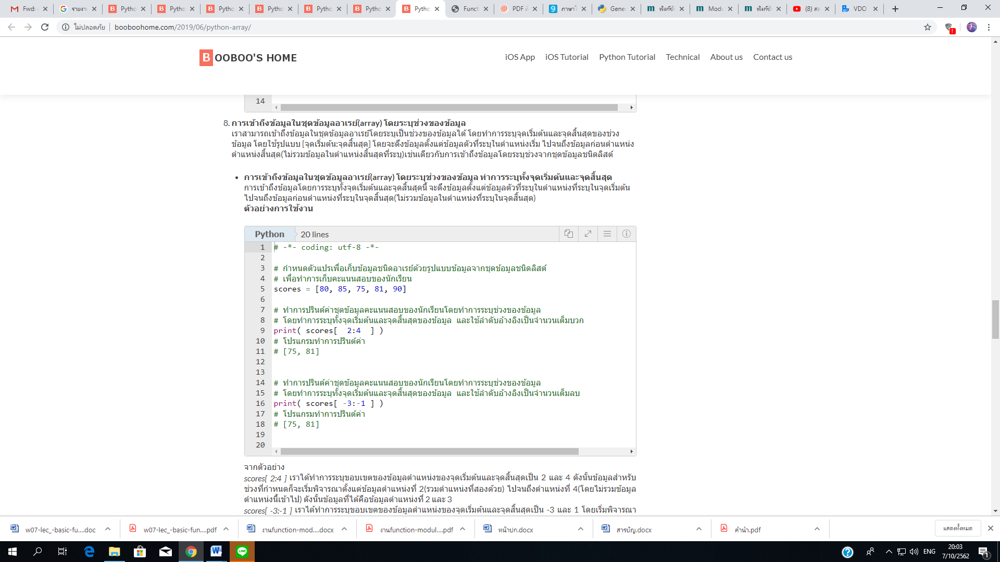 Fwd:
รายงา
Pytho
Pytho
Pytho
Pytho
Pytho
Pytho
Pytho
Funct
PDF
ภาษาโ
Gener
ฟังก์ชั
Modu
ฟังก์ชั
(8) สอ
VDO
ไม่ปลอดภัย
booboohome.com/2019/06/python-array/
BOOBOO'S HOME
iOS App
iOS Tutorial
Python Tutorial
Technical
About us
Contact us
14
8. การเข้าถึงข้อมูลในชุดข้อมูลอาเรย์(array) โดยระบุช่วงของข้อมูล
เราสามารถเข้าถึงข้อมูลในชุดข้อมูลอาเรย์โดยระบุเป็นช่วงของข้อมูลได้ โดยทำการระบุจุดเริ่มต้นและจุดสิ้นสุดของช่วง
ข้อมูล โดยใช้รูปแบบ [จุดเริ่มต้น:จุดสิ้นสุด] โดยจะดึงข้อมูลตั้งแต่ข้อมูลตัวที่ระบุในตำแหน่งเริ่ม ไปจนถึงข้อมูลก่อนตำแหน่ง
ตำแหน่งสิ้นสุด(ไม่รวมข้อมูลในตำแหน่งสิ้นสุดที่ระบุ)เช่นเดียวกับการเข้าถึงข้อมูลโดยระบุช่วงจากชุดข้อมูลชนิดลิสต์
• การเข้าถึงข้อมูลในชุดข้อมูลอาเรย์(array) โดยระบุช่วงของข้อมูล ทำการระบุทั้งจุดเริ่มต้นและจุดสิ้นสุด
การเข้าถึงข้อมูลโดยการระบุทั้งจุดเริ่มต้นและจุดสิ้นสุดนี้ จะดึงข้อมูลตั้งแต่ข้อมูลตัวที่ระบุในตำแหน่งที่ระบุในจุดเริ่มต้น
ไปจนถึงข้อมูลก่อนตำแหน่งที่ระบุในจุดสิ้นสุด(ไม่รวมข้อมูลในตำแหน่งที่ระบุในจุดสิ้นสุด)
ตัวอย่างการใช้งาน
Python 20 lines
1 # -*- coding: utf-8 -*-
2
3 # กำหนดตัวแปรเพื่อเก็บข้อมูลชนิดอาเรย์ด้วยรูปแบบข้อมูลจากชุดข้อมูลชนิดลิสต์
4 # เพื่อทำการเก็บคะแนนสอบของนักเรียน
5 scores = [80, 85, 75, 81, 90]
6
7 # ทำการปรินต์ค่าชุดข้อมูลคะแนนสอบของนักเรียนโดยทำการระบุช่วงของข้อมูล
8 # โดยทำการระบุทั้งจุดเริ่มต้นและจุดสิ้นสุดของข้อมูล และใช้ลำดับอ้างอิงเป็นจำนวนเต็มบวก
9 print( scores[ 2:4 ] )
10 # โปรแกรมทำการปรินต์ค่า
11 # [75, 81]
12
13
14 # ทำการปรินต์ค่าชุดข้อมูลคะแนนสอบของนักเรียนโดยทำการระบุช่วงของข้อมูล
15 # โดยทำการระบุทั้งจุดเริ่มต้นและจุดสิ้นสุดของข้อมูล และใช้ลำดับอ้างอิงเป็นจำนวนเต็มลบ
16 print( scores[ -3:-1 ] )
17 # โปรแกรมทำการปรินต์ค่า
18 # [75, 81]
19
20
จากตัวอย่าง
scores[ 2:4 ] เราได้ทำการระบุขอบเขตของข้อมูลตำแหน่งของจุดเริ่มต้นและจุดสิ้นสุดเป็น 2 และ 4 ดังนั้นข้อมูลสำหรับ
ช่วงที่กำหนดก็จะเริ่มพิจารณาตั้งแต่ข้อมูลตำแหน่งที่ 2(รวมตำแหน่งที่สองด้วย) ไปจนถึงตำแหน่งที่ 4(โดยไม่รวมข้อมูล
ตำแหน่งนี้เข้าไป) ดังนั้นข้อมูลที่ได้คือข้อมูลตำแหน่งที่ 2 และ 3
scores[ -3:-1 ] เราได้ทำการระบุขอบเขตของข้อมูลตำแหน่งของจุดเริ่มต้นและจุดสิ้นสุดเป็น -3 และ 1 โดยเริ่มพิจารณา
w07-lec_-basic-fu....doc
w07-lec_-basic-fun....pdf
งานfunction-mod....docx
งานfunction-modul....pdf
หน้าปก.docx
สารบัญ.docx
คำนำ.pdf
แสดงทั้งหมด
LINE
ENG
20:03
7/10/2562
1